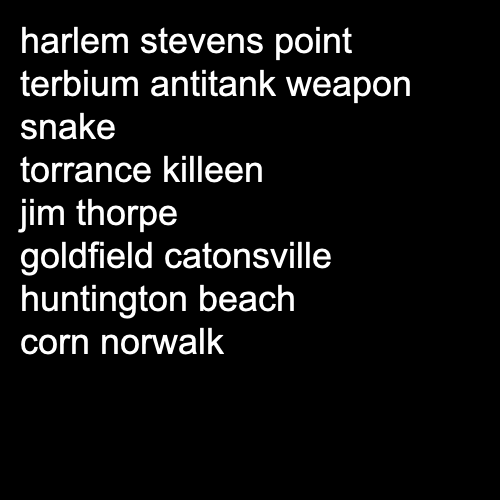 harlem stevens point
terbium antitank weapon
snake
torrance killeen
jim thorpe
goldfield catonsville
huntington beach
corn norwalk